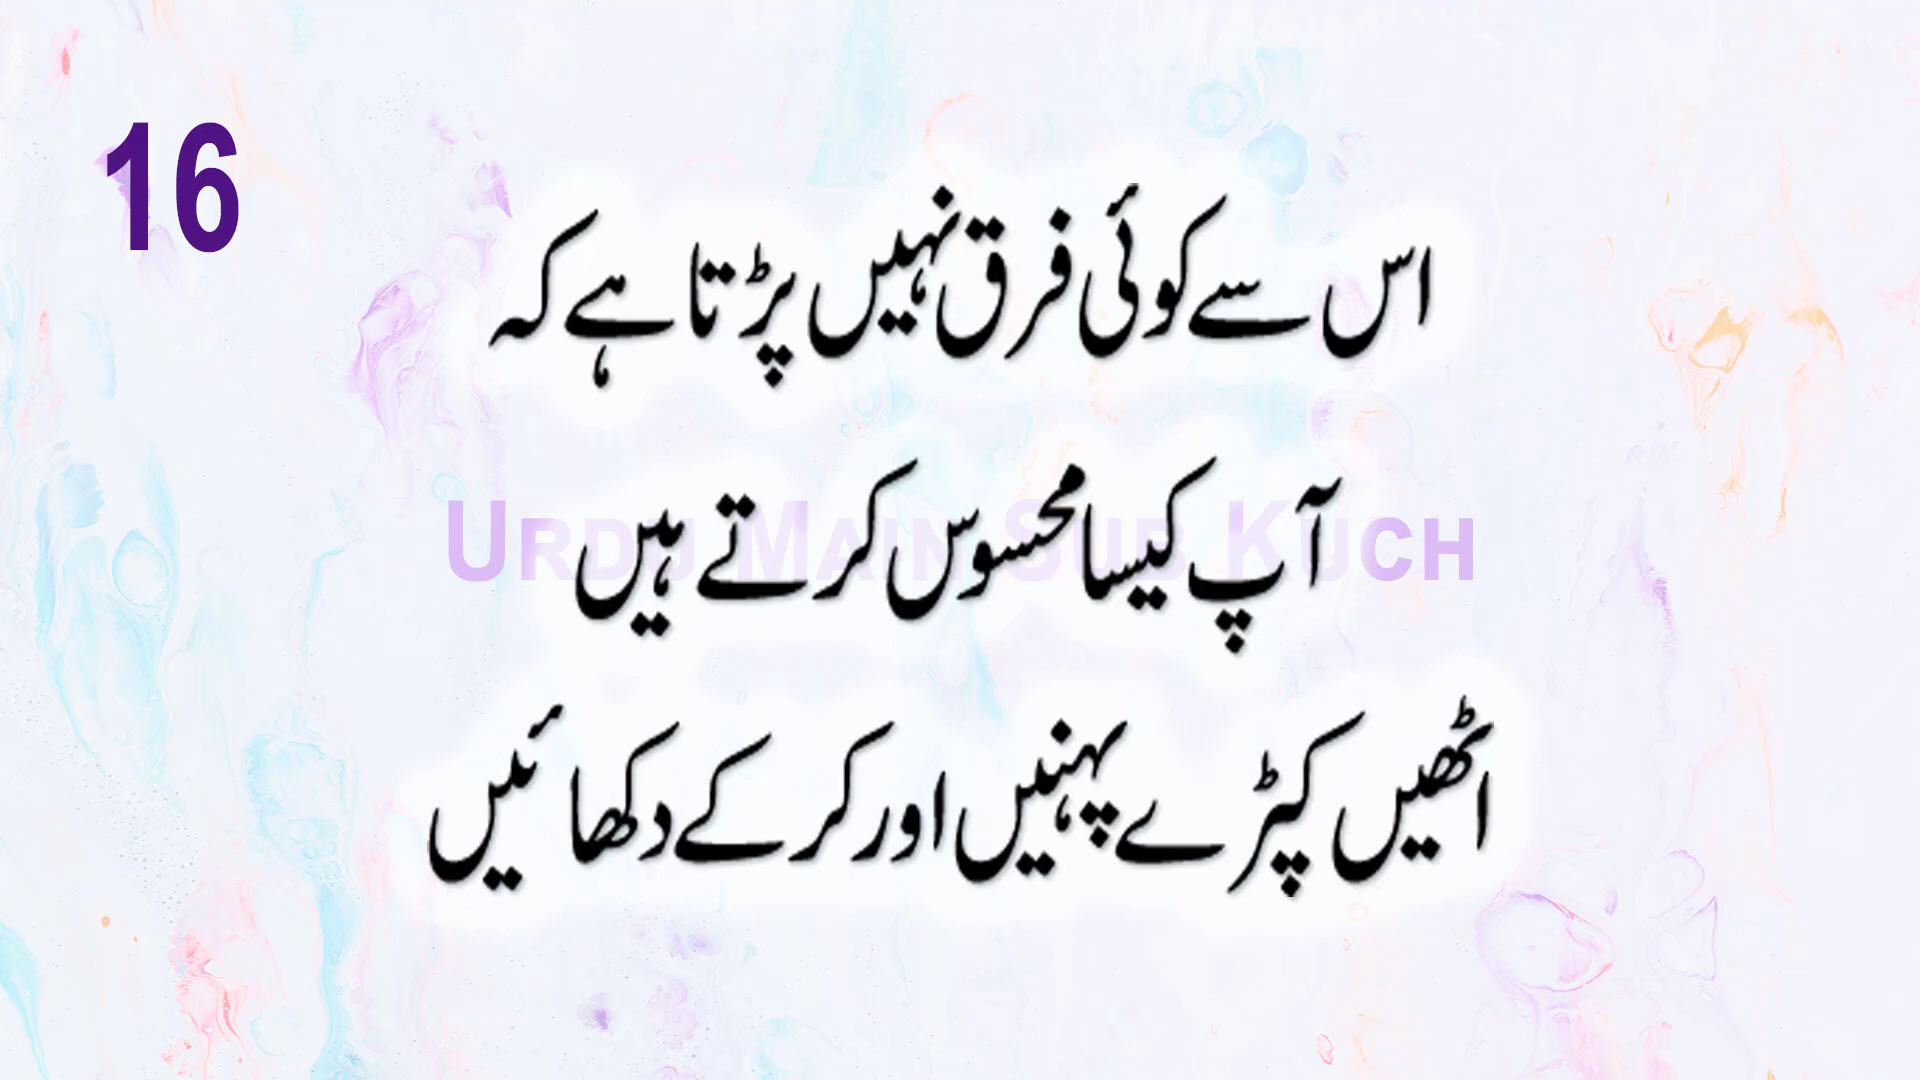 16
اس سے کوئی فرق نہیں پڑتا ہے کہ
آپ کیسا محسوس کرتے ہیں
Urdu Main Sub Kuch
اٹھیں کپڑے پہنیں اور کر کے دکھائیں